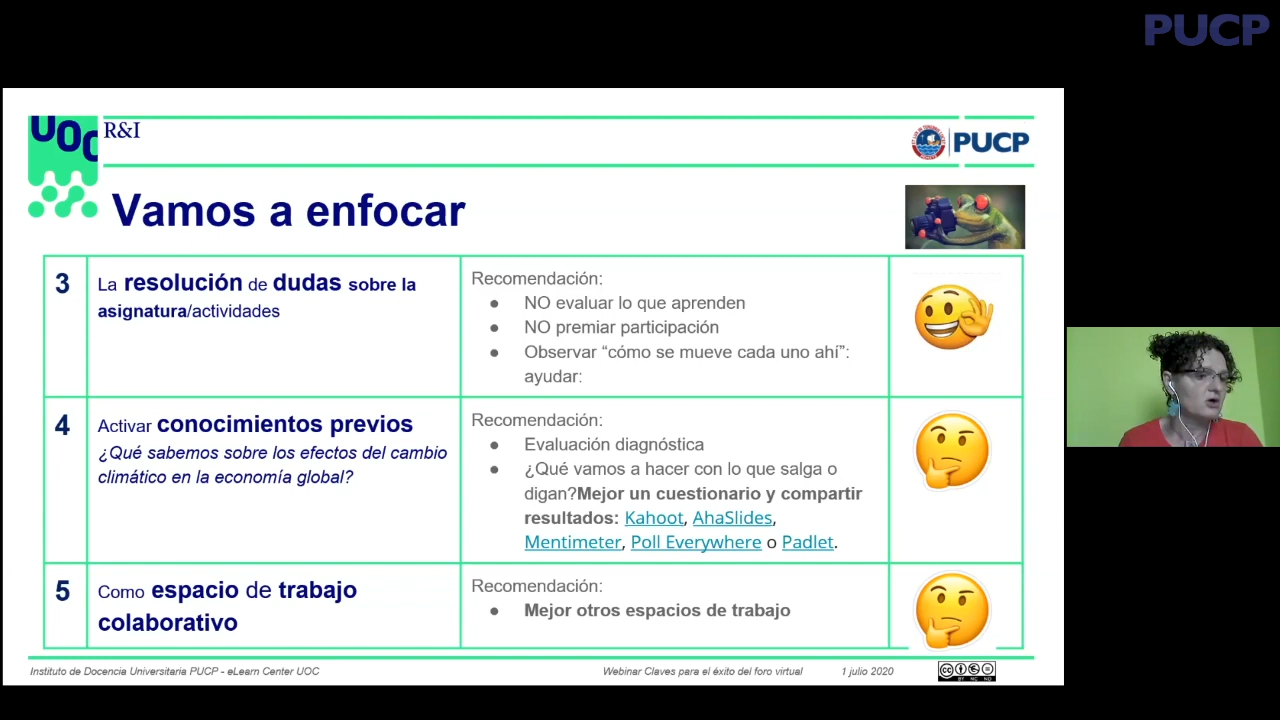 PUCP
UOC
R&I
PUCP
Vamos a enfocar
3
La resolución de dudas sobre la
asignatura/actividades
Recomendación:
● NO evaluar lo que aprenden
● NO premiar participación
● Observar “cómo se mueve cada uno ahí”:
ayudar:
4
Activar conocimientos previos
¿Qué sabemos sobre los efectos del cambio
climático en la economía global?
Recomendación:
● Evaluación diagnóstica
● ¿Qué vamos a hacer con lo que salga o
digan?Mejor un cuestionario y compartir
resultados: Kahoot, AhaSlides,
Mentimeter, Poll Everywhere o Padlet.
5
Como espacio de trabajo
colaborativo
Recomendación:
● Mejor otros espacios de trabajo
Instituto de Docencia Universitaria PUCP - eLearn Center UOC
Webinar Claves para el éxito del foro virtual
1 julio 2020
cc
BY NC ND